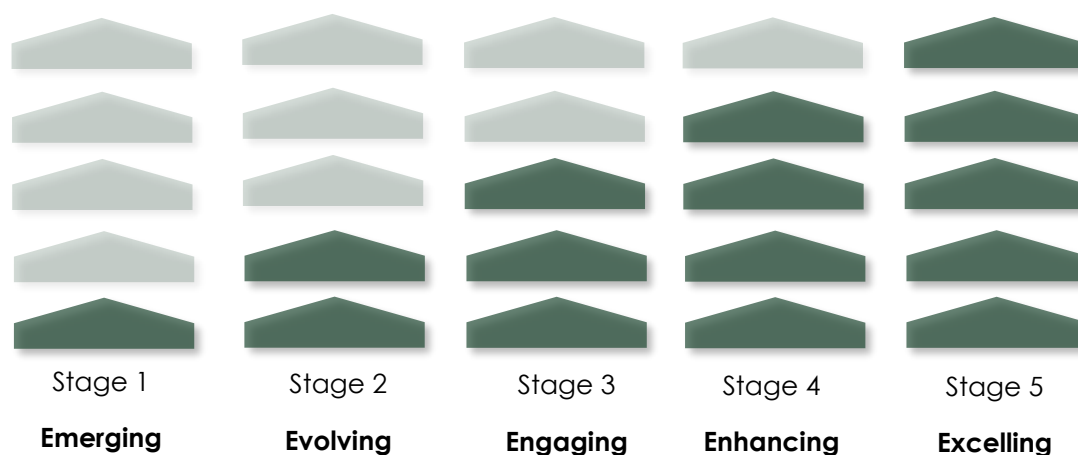 Stage 1
Stage 2
Stage 3
Stage 4
Stage 5
Emerging
Evolving
Engaging
Enhancing
Excelling